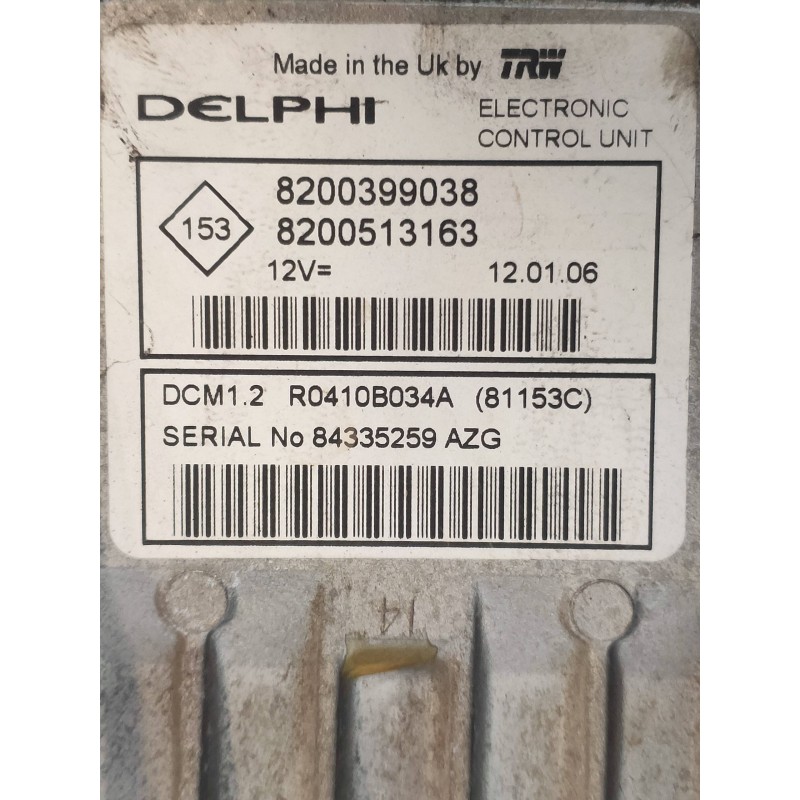 Made in the Uk by TRW
DELPHI
ELECTRONIC
CONTROL UNIT
153
8200399038
8200513163
12V=
12.01.06
DCM1.2 R0410B034A (81153C)
SERIAL No 84335259 AZG
14